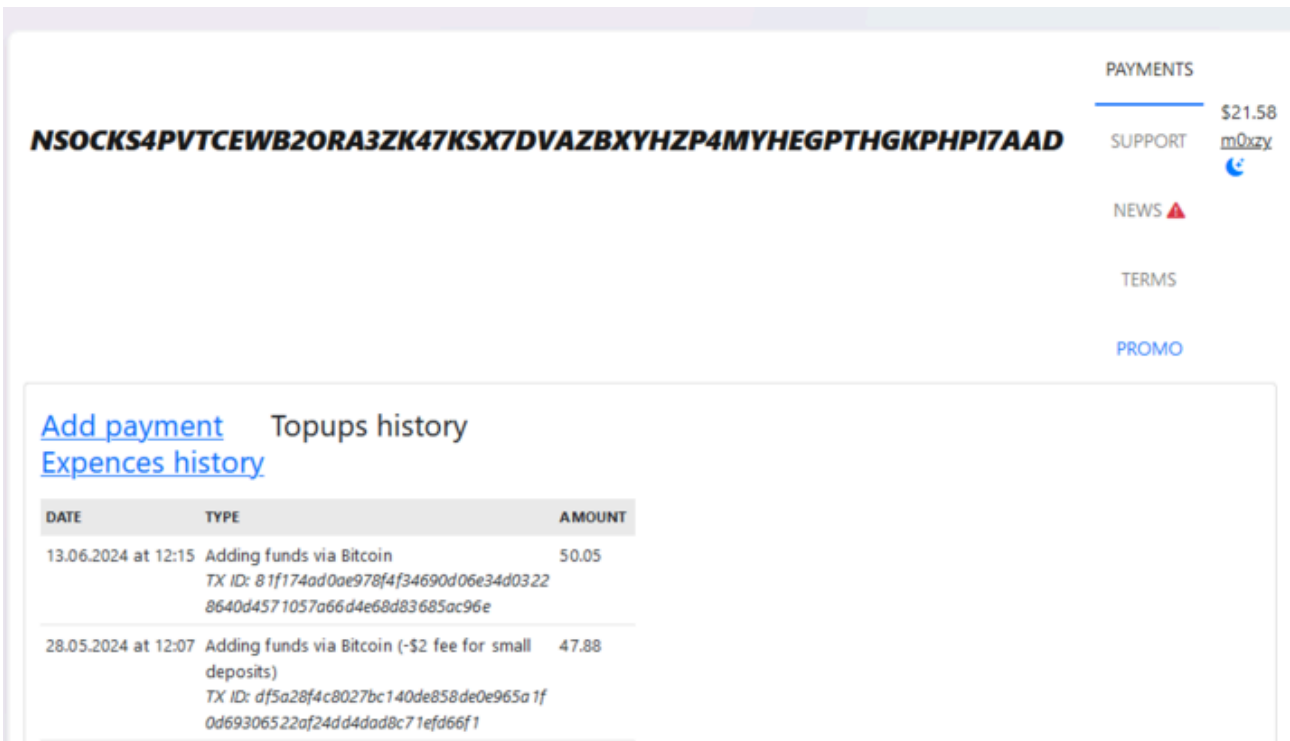 PAYMENTS
NSOCKS4PVTCEWB2ORA3ZK47KSX7DVAZBXYHZP4MYHEGPTHGKPHPI7AAD
$21.58
SUPPORT
m0xzy
NEWS
TERMS
PROMO
Add payment Topups history
Expences history
DATE TYPE AMOUNT
13.06.2024 at 12:15 Adding funds via Bitcoin 50.05
TX ID: 81f174ad0ae978f4f34690d06e34d0322
8640d4571057a66d4e68d83685ac96e
28.05.2024 at 12:07 Adding funds via Bitcoin (-$2 fee for small 47.88
deposits)
TX ID: df5a28f4c8027bc140de858de0e965a1f
0d69306522af24dd4dad8c71efd66f1